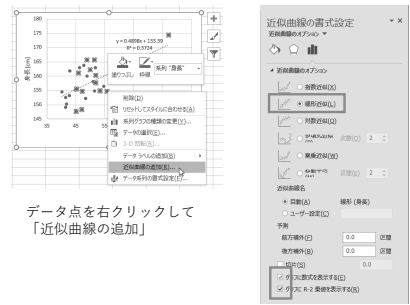 180
175
170
165
160
155
150
145
35
45
55
身長(cm)
y = 0.4898x + 133.39
R² = 0.3724
系列 "身長"
塗りつぶし 枠線
削除(D)
リセットしてスタイルに合わせる(A)
系列グラフの種類の変更(Y)...
データの選択(E)...
3-D 回転(R)...
データ ラベルの追加(B)
近似曲線の追加(R)...
データ系列の書式設定(F)...
データ点を右クリックして
「近似曲線の追加」
近似曲線の書式設定
近似曲線のオプション
近似曲線のオプション
指数近似(X)
線形近似(L)
対数近似(O)
多項式近似 次数(D) 2
累乗近似(W)
移動平均 区間(E) 2
近似曲線名
自動(A) 線形 (身長)
ユーザー設定(C)
予測
前方補外(F) 0.0 区間
後方補外(B) 0.0 区間
切片(S) 0.0
グラフに数式を表示する(E)
グラフに R-2 乗値を表示する(R)